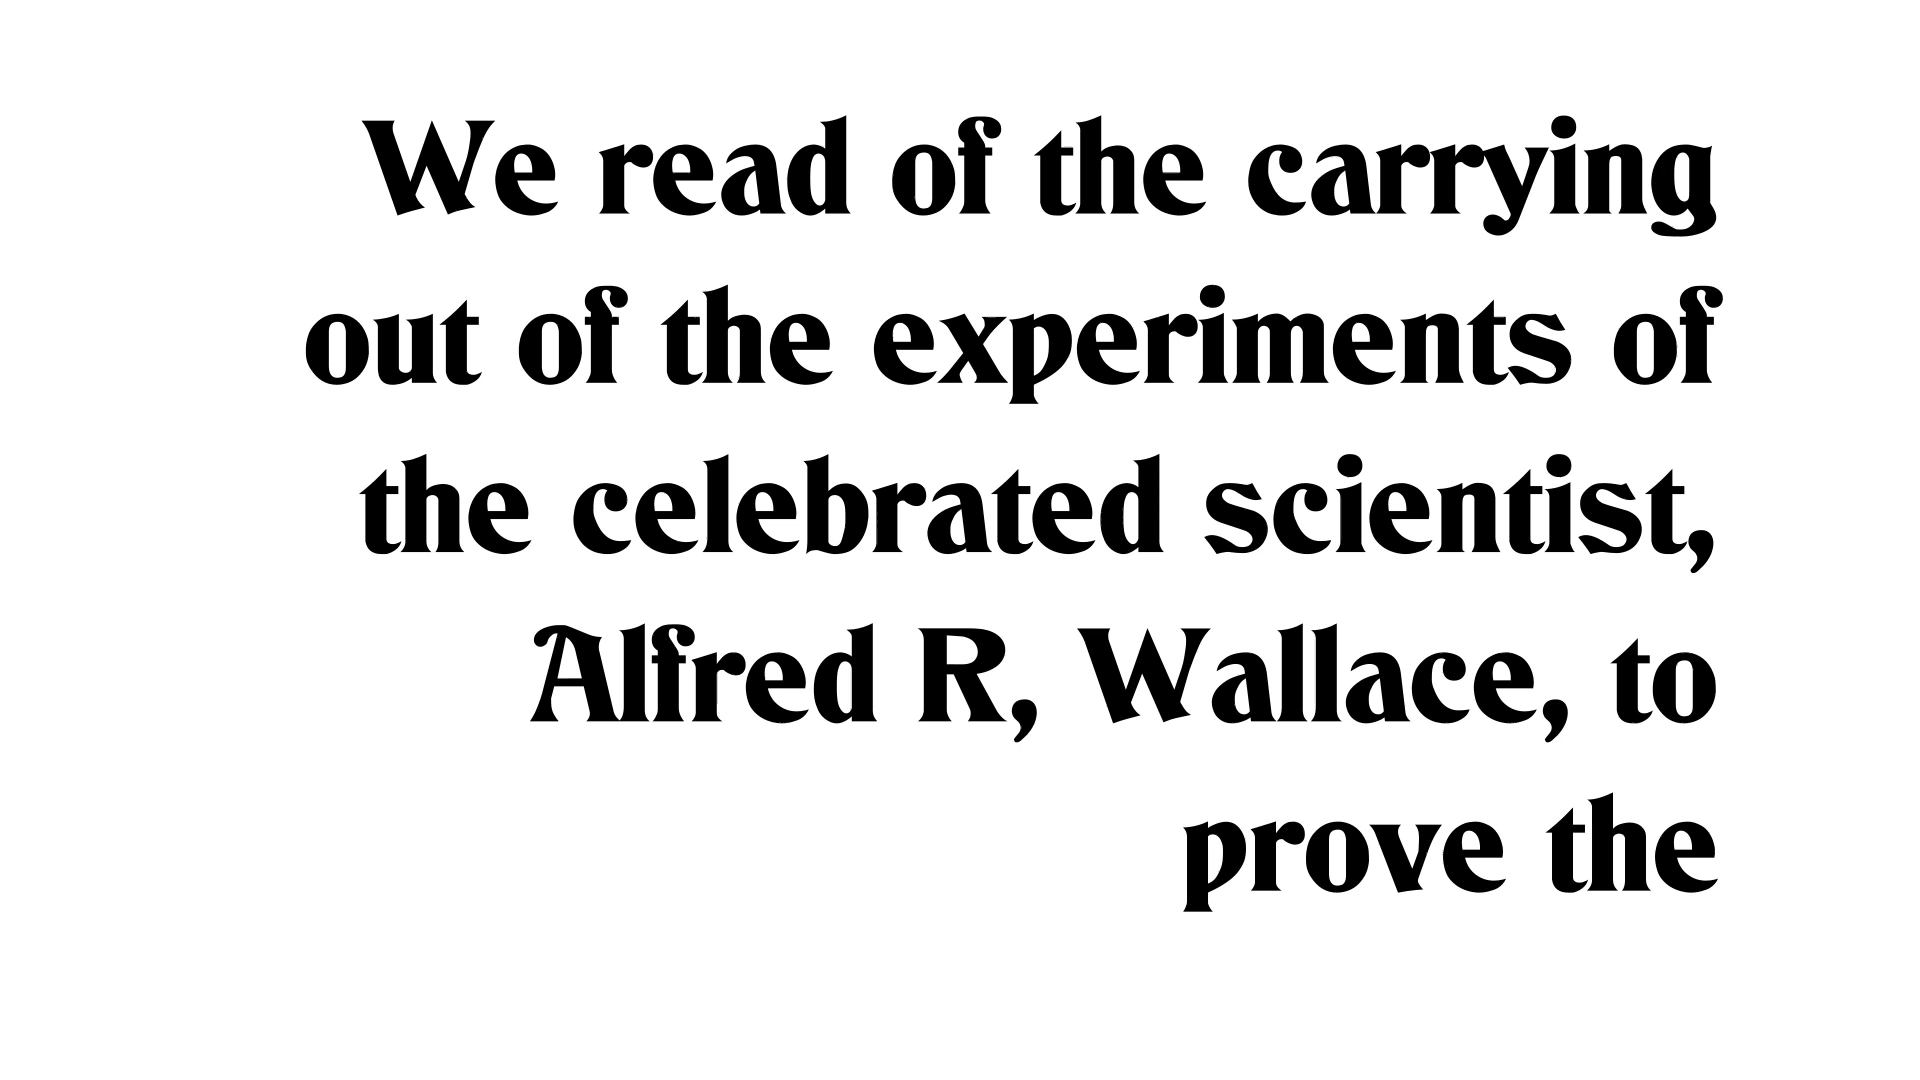 We read of the carrying
out of the experiments of
the celebrated scientist,
Alfred R, Wallace, to
prove the